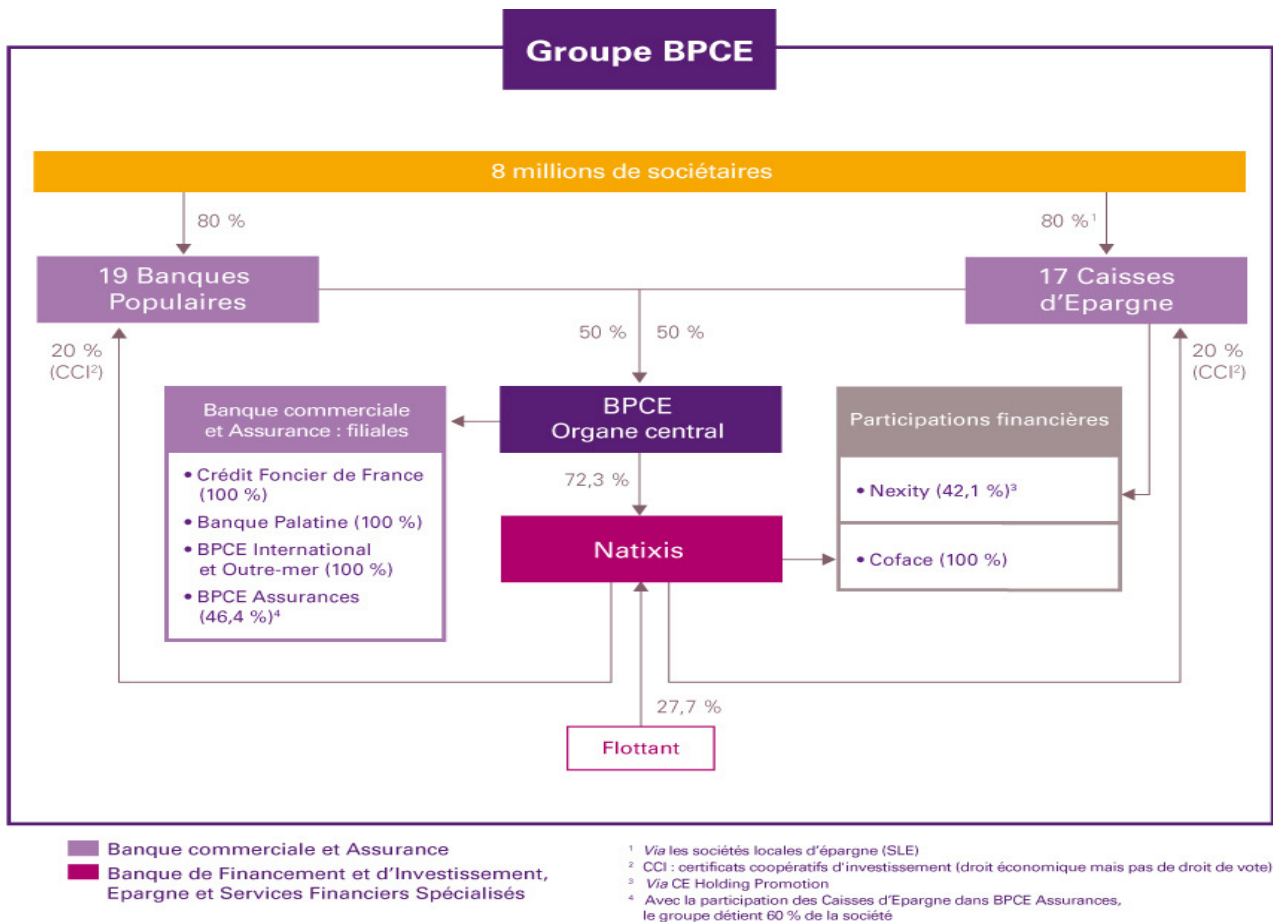 Groupe BPCE
8 millions de sociétaires
80 %
80 %¹
19 Banques
Populaires
17 Caisses
d'Epargne
50 %
50 %
20 %
(CCI²)
20 %
(CCI²)
Banque commerciale
et Assurance : filiales
• Crédit Foncier de France
(100 %)
• Banque Palatine (100 %)
• BPCE International
et Outre-mer (100 %)
• BPCE Assurances
(46,4 %)⁴
BPCE
Organe central
72,3 %
Natixis
Participations financières
• Nexity (42,1 %)³
• Coface (100 %)
27,7 %
Flottant
Banque commerciale et Assurance
Banque de Financement et d'Investissement,
Epargne et Services Financiers Spécialisés
¹ Via les sociétés locales d'épargne (SLE)
² CCI : certificats coopératifs d'investissement (droit économique mais pas de droit de vote)
³ Via CE Holding Promotion
⁴ Avec la participation des Caisses d'Epargne dans BPCE Assurances,
le groupe détient 60 % de la société